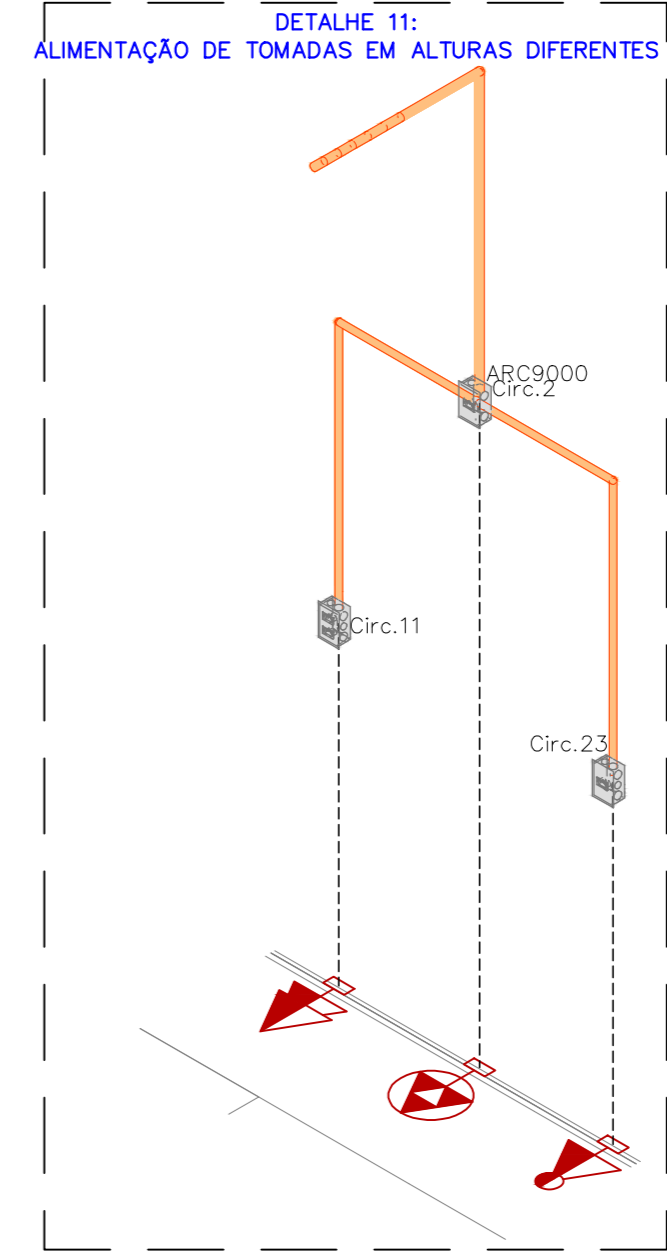 DETALHE 11:
ALIMENTAÇÃO DE TOMADAS EM ALTURAS DIFERENTES
ARC9000
Circ.2
Circ.11
Circ.23